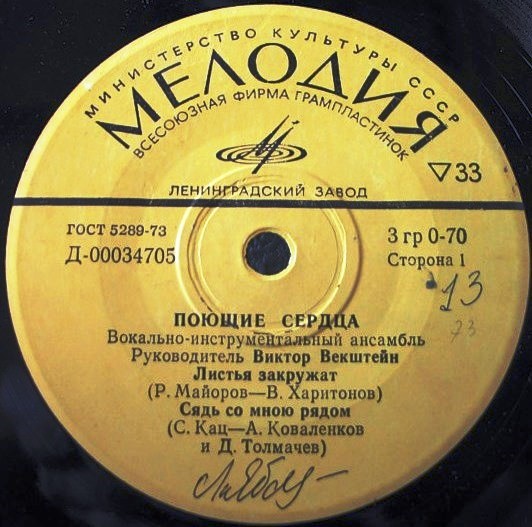 МИНИСТЕРСТВО КУЛЬТУРЫ СССР
МЕЛОДИЯ
ВСЕСОЮЗНАЯ ФИРМА ГРАМПЛАСТИНОК
▽33
ЛЕНИНГРАДСКИЙ ЗАВОД
ГОСТ 5289-73
Д-00034705
3 гр 0-70
Сторона 1
13
73
ПОЮЩИЕ СЕРДЦА
Вокально-инструментальный ансамбль
Руководитель Виктор Векштейн
Листья закружат
(Р. Майоров—В. Харитонов)
Сядь со мною рядом
(С. Кац—А. Коваленков
и Д. Толмачев)